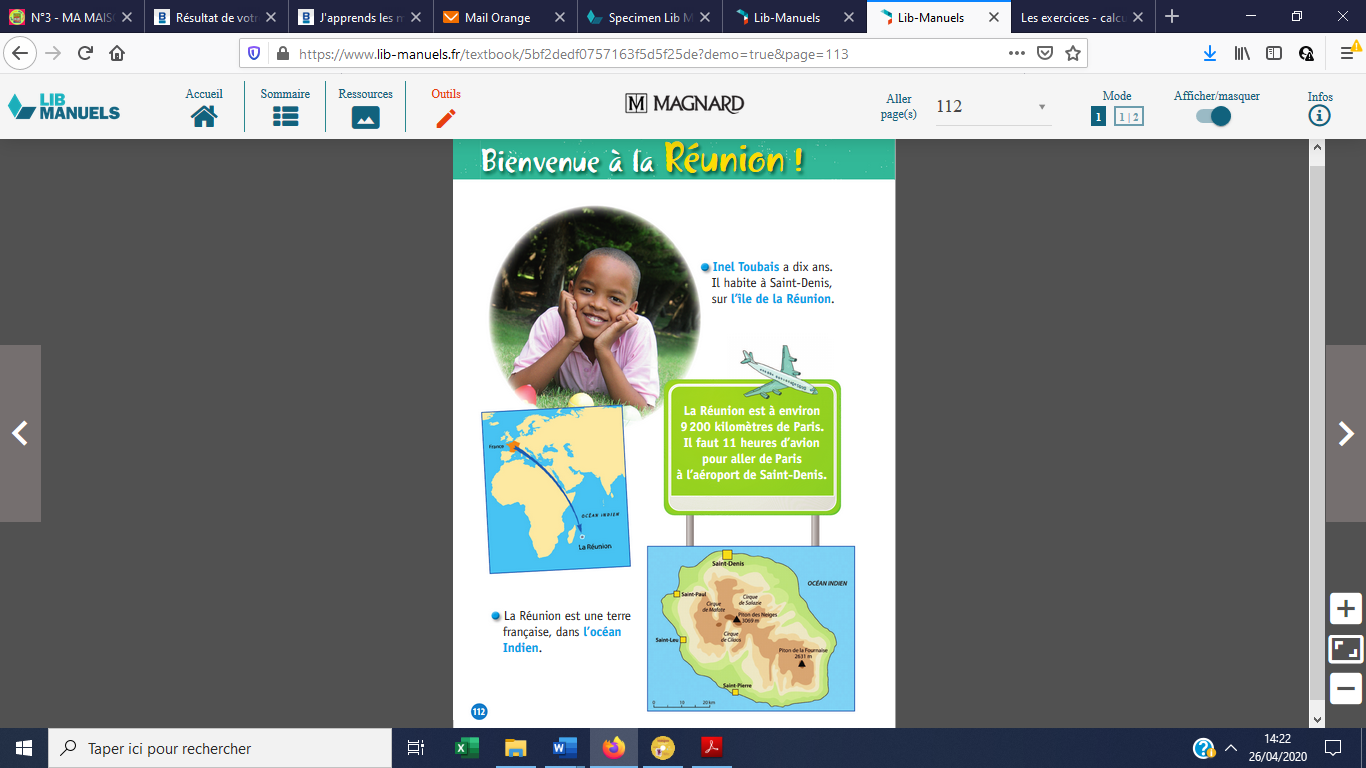 N°3 - MA MAIS
Résultat de vot
J'apprends les m
Mail Orange
Specimen Lib M
Lib-Manuels
Lib-Manuels
Les exercices - calcu
https://www.lib-manuels.fr/textbook/5bf2dedf0757163f5d5f25de?demo=true&page=113
LIB MANUELS
Accueil
Sommaire
Ressources
Outils
M MAGNARD
Aller page(s)
112
Mode
1
1 | 2
Afficher/masquer
Infos
Bienvenue à la Réunion !
Inel Toubais a dix ans.
Il habite à Saint-Denis,
sur l'île de la Réunion.
La Réunion est à environ
9 200 kilomètres de Paris.
Il faut 11 heures d'avion
pour aller de Paris
à l'aéroport de Saint-Denis.
France
OCÉAN INDIEN
La Réunion
La Réunion est une terre
française, dans l'océan
Indien.
Saint-Denis
OCÉAN INDIEN
Saint-Paul
Cirque de Mafate
Cirque de Salazie
Piton des Neiges
3069 m
Saint-Leu
Cirque de Cilaos
Piton de la Fournaise
2631 m
Saint-Pierre
0 10 20 km
112
Taper ici pour rechercher
14:22
26/04/2020